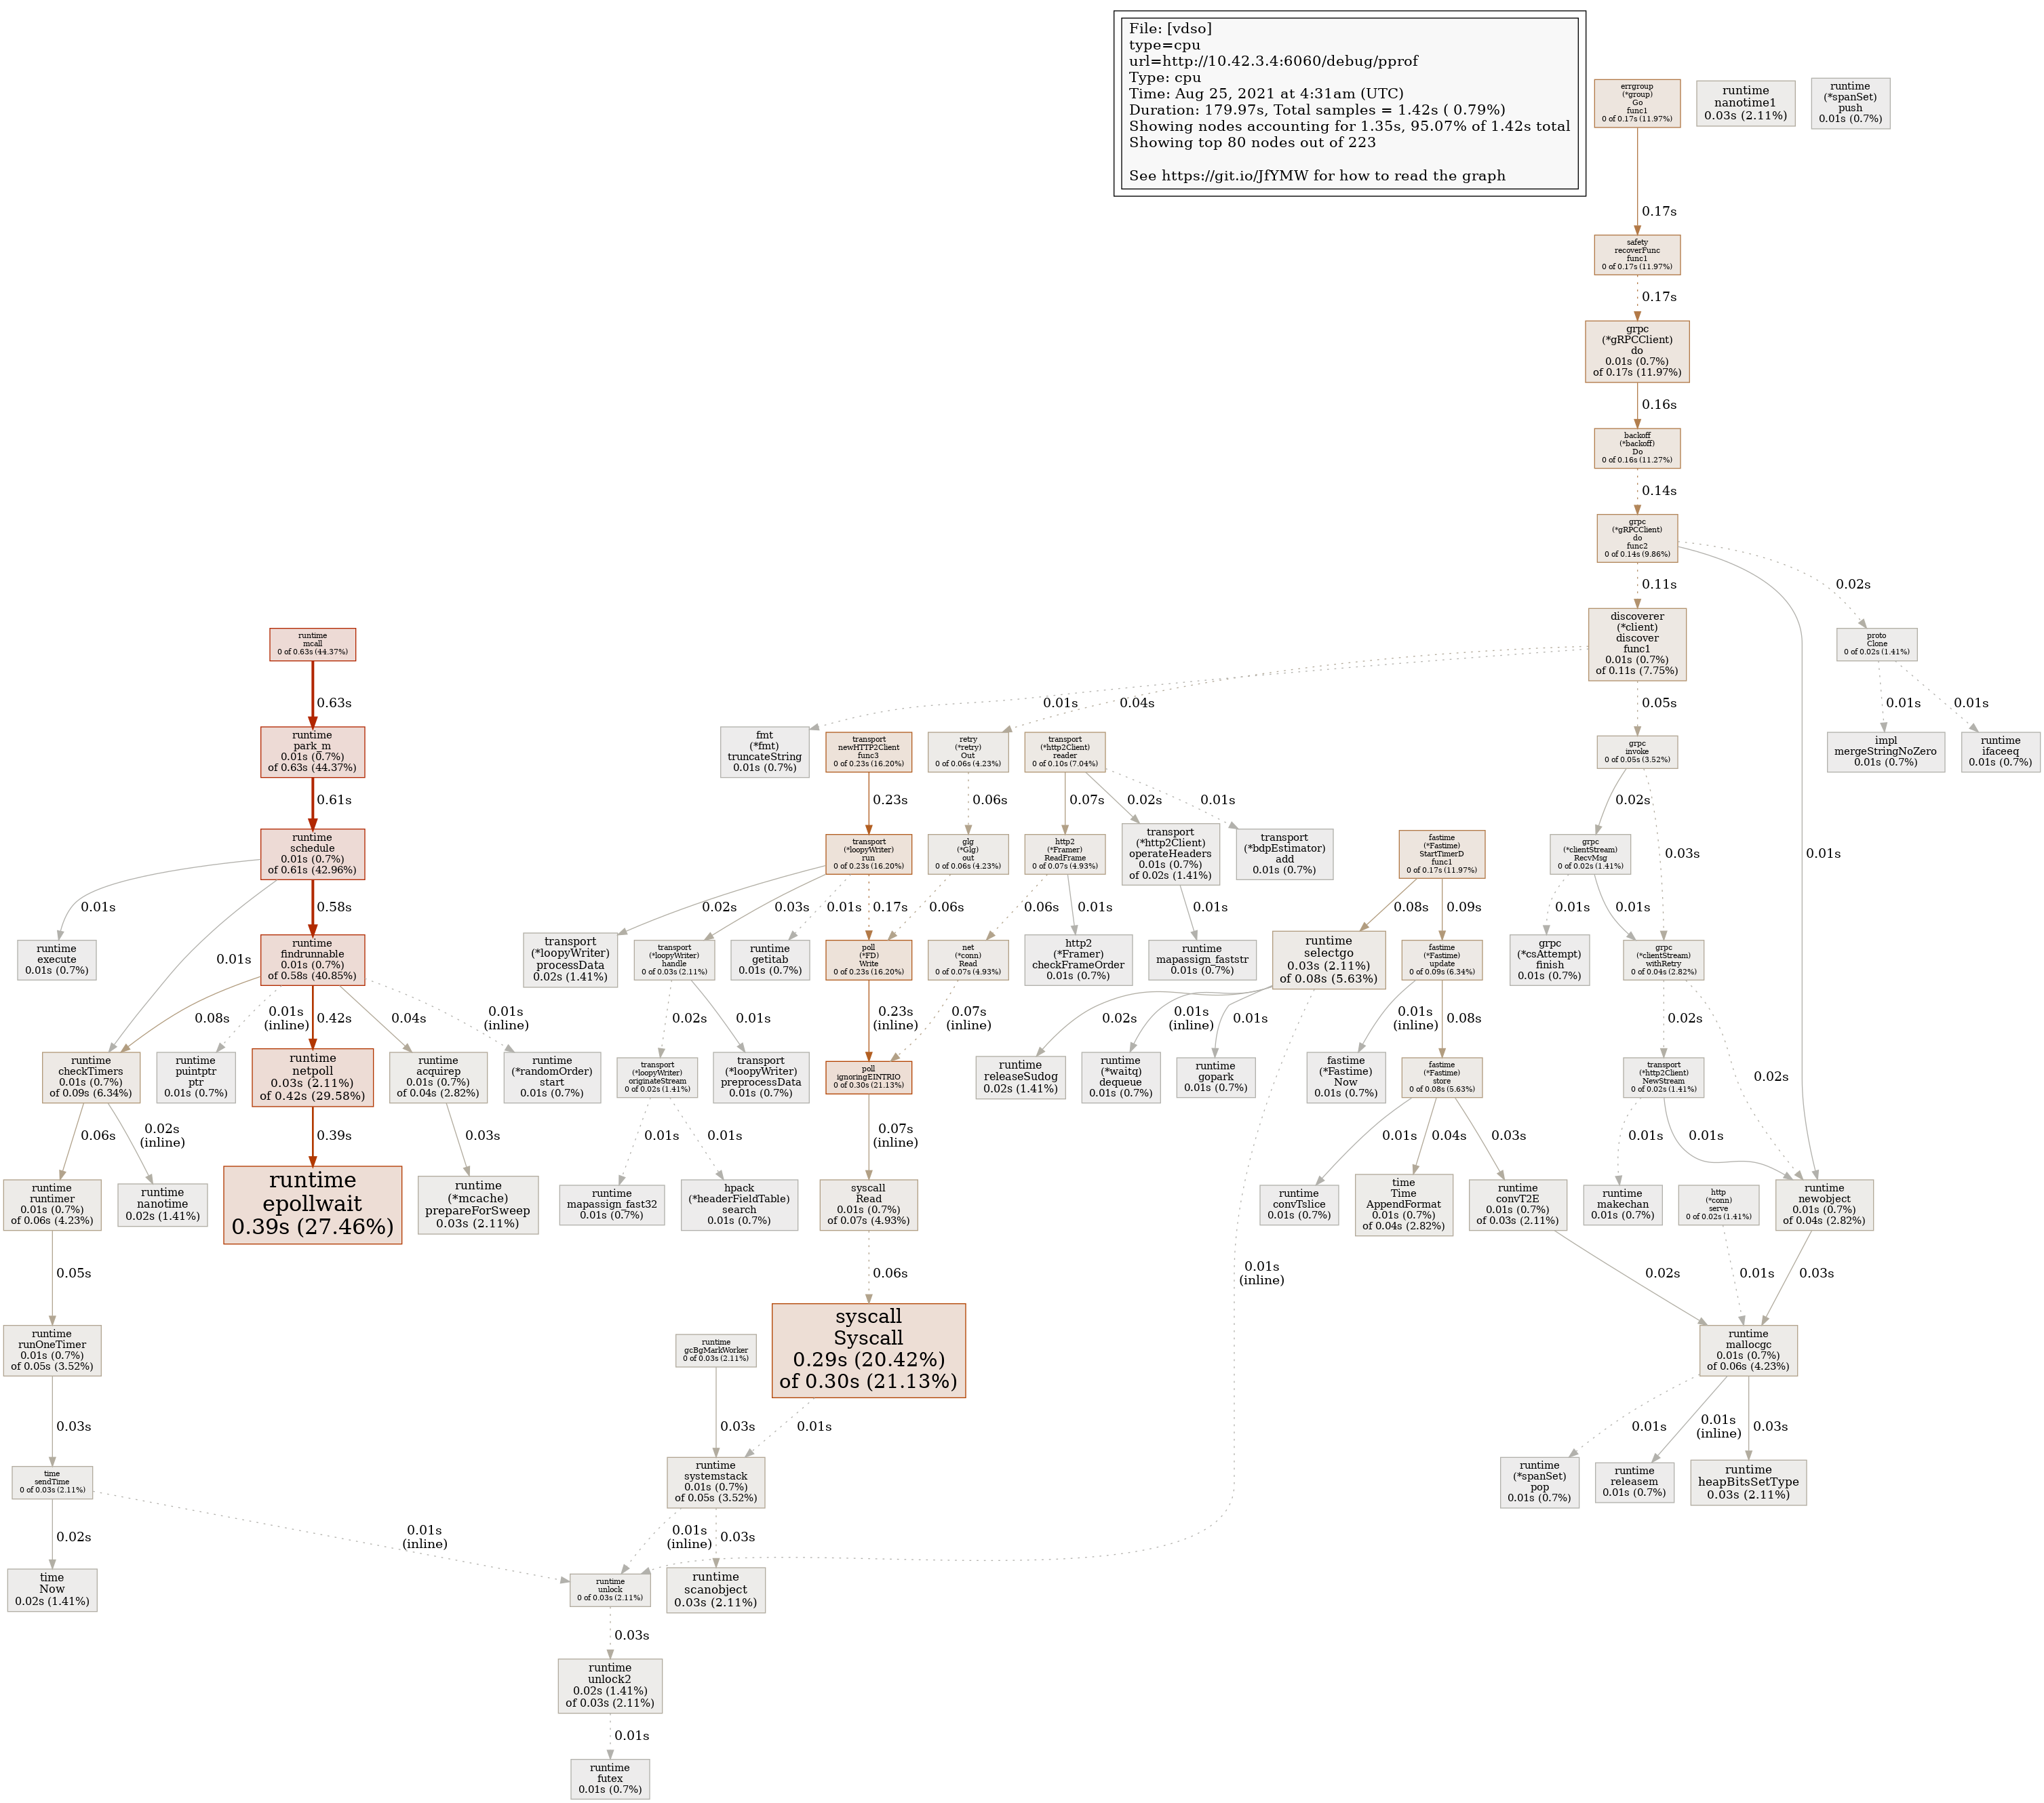 File: [vdso]
type=cpu
url=http://10.42.3.4:6060/debug/pprof
Type: cpu
Time: Aug 25, 2021 at 4:31am (UTC)
Duration: 179.97s, Total samples = 1.42s ( 0.79%)
Showing nodes accounting for 1.35s, 95.07% of 1.42s total
Showing top 80 nodes out of 223
See https://git.io/JfYMW for how to read the graph
errgroup
(*group)
Go
func1
0 of 0.17s (11.97%)
runtime
nanotime1
0.03s (2.11%)
runtime
(*spanSet)
push
0.01s (0.7%)
0.17s
safety
recoverFunc
func1
0 of 0.17s (11.97%)
0.17s
grpc
(*gRPCClient)
do
0.01s (0.7%)
of 0.17s (11.97%)
0.16s
backoff
(*backoff)
Do
0 of 0.16s (11.27%)
0.14s
grpc
(*gRPCClient)
do
func2
0 of 0.14s (9.86%)
0.11s
0.02s
0.01s
discoverer
(*client)
discover
func1
0.01s (0.7%)
of 0.11s (7.75%)
proto
Clone
0 of 0.02s (1.41%)
runtime
mcall
0 of 0.63s (44.37%)
0.63s
0.01s
0.04s
0.05s
0.01s
0.01s
runtime
park_m
0.01s (0.7%)
of 0.63s (44.37%)
fmt
(*fmt)
truncateString
0.01s (0.7%)
transport
newHTTP2Client
func3
0 of 0.23s (16.20%)
retry
(*retry)
Out
0 of 0.06s (4.23%)
transport
(*http2Client)
reader
0 of 0.10s (7.04%)
grpc
invoke
0 of 0.05s (3.52%)
impl
mergeStringNoZero
0.01s (0.7%)
runtime
ifaceeq
0.01s (0.7%)
0.61s
0.23s
0.06s
0.07s
0.02s
0.01s
0.02s
0.03s
runtime
schedule
0.01s (0.7%)
of 0.61s (42.96%)
transport
(*loopyWriter)
run
0 of 0.23s (16.20%)
glg
(*Glg)
out
0 of 0.06s (4.23%)
http2
(*Framer)
ReadFrame
0 of 0.07s (4.93%)
transport
(*http2Client)
operateHeaders
0.01s (0.7%)
of 0.02s (1.41%)
transport
(*bdpEstimator)
add
0.01s (0.7%)
fastime
(*Fastime)
StartTimerD
func1
0 of 0.17s (11.97%)
grpc
(*clientStream)
RecvMsg
0 of 0.02s (1.41%)
0.01s
0.01s
0.58s
0.02s
0.03s
0.01s
0.17s
0.06s
0.06s
0.01s
0.01s
0.08s
0.09s
0.01s
0.01s
runtime
execute
0.01s (0.7%)
runtime
findrunnable
0.01s (0.7%)
of 0.58s (40.85%)
transport
(*loopyWriter)
processData
0.02s (1.41%)
transport
(*loopyWriter)
handle
0 of 0.03s (2.11%)
runtime
getitab
0.01s (0.7%)
poll
(*FD)
Write
0 of 0.23s (16.20%)
net
(*conn)
Read
0 of 0.07s (4.93%)
http2
(*Framer)
checkFrameOrder
0.01s (0.7%)
runtime
mapassign_faststr
0.01s (0.7%)
runtime
selectgo
0.03s (2.11%)
of 0.08s (5.63%)
fastime
(*Fastime)
update
0 of 0.09s (6.34%)
grpc
(*csAttempt)
finish
0.01s (0.7%)
grpc
(*clientStream)
withRetry
0 of 0.04s (2.82%)
0.08s
0.01s
(inline)
0.42s
0.04s
0.01s
(inline)
0.02s
0.01s
0.23s
(inline)
0.07s
(inline)
0.02s
0.01s
(inline)
0.01s
0.01s
(inline)
0.08s
0.02s
0.02s
runtime
checkTimers
0.01s (0.7%)
of 0.09s (6.34%)
runtime
puintptr
ptr
0.01s (0.7%)
runtime
netpoll
0.03s (2.11%)
of 0.42s (29.58%)
runtime
acquirep
0.01s (0.7%)
of 0.04s (2.82%)
runtime
(*randomOrder)
start
0.01s (0.7%)
transport
(*loopyWriter)
originateStream
0 of 0.02s (1.41%)
transport
(*loopyWriter)
preprocessData
0.01s (0.7%)
poll
ignoringEINTRIO
0 of 0.30s (21.13%)
runtime
releaseSudog
0.02s (1.41%)
runtime
(*waitq)
dequeue
0.01s (0.7%)
runtime
gopark
0.01s (0.7%)
fastime
(*Fastime)
Now
0.01s (0.7%)
fastime
(*Fastime)
store
0 of 0.08s (5.63%)
transport
(*http2Client)
NewStream
0 of 0.02s (1.41%)
0.06s
0.02s
(inline)
0.39s
0.03s
0.01s
0.01s
0.07s
(inline)
0.01s
0.04s
0.03s
0.01s
0.01s
runtime
runtimer
0.01s (0.7%)
of 0.06s (4.23%)
runtime
nanotime
0.02s (1.41%)
runtime
epollwait
0.39s (27.46%)
runtime
(*mcache)
prepareForSweep
0.03s (2.11%)
runtime
mapassign_fast32
0.01s (0.7%)
hpack
(*headerFieldTable)
search
0.01s (0.7%)
syscall
Read
0.01s (0.7%)
of 0.07s (4.93%)
runtime
convTslice
0.01s (0.7%)
time
Time
AppendFormat
0.01s (0.7%)
of 0.04s (2.82%)
runtime
convT2E
0.01s (0.7%)
of 0.03s (2.11%)
runtime
makechan
0.01s (0.7%)
http
(*conn)
serve
0 of 0.02s (1.41%)
runtime
newobject
0.01s (0.7%)
of 0.04s (2.82%)
0.05s
0.06s
0.01s
(inline)
0.02s
0.01s
0.03s
runtime
runOneTimer
0.01s (0.7%)
of 0.05s (3.52%)
runtime
gcBgMarkWorker
0 of 0.03s (2.11%)
syscall
Syscall
0.29s (20.42%)
of 0.30s (21.13%)
runtime
mallocgc
0.01s (0.7%)
of 0.06s (4.23%)
0.03s
0.03s
0.01s
0.01s
0.01s
(inline)
0.03s
time
sendTime
0 of 0.03s (2.11%)
runtime
systemstack
0.01s (0.7%)
of 0.05s (3.52%)
runtime
(*spanSet)
pop
0.01s (0.7%)
runtime
releasem
0.01s (0.7%)
runtime
heapBitsSetType
0.03s (2.11%)
0.02s
0.01s
(inline)
0.01s
(inline)
0.03s
time
Now
0.02s (1.41%)
runtime
unlock
0 of 0.03s (2.11%)
runtime
scanobject
0.03s (2.11%)
0.03s
runtime
unlock2
0.02s (1.41%)
of 0.03s (2.11%)
0.01s
runtime
futex
0.01s (0.7%)